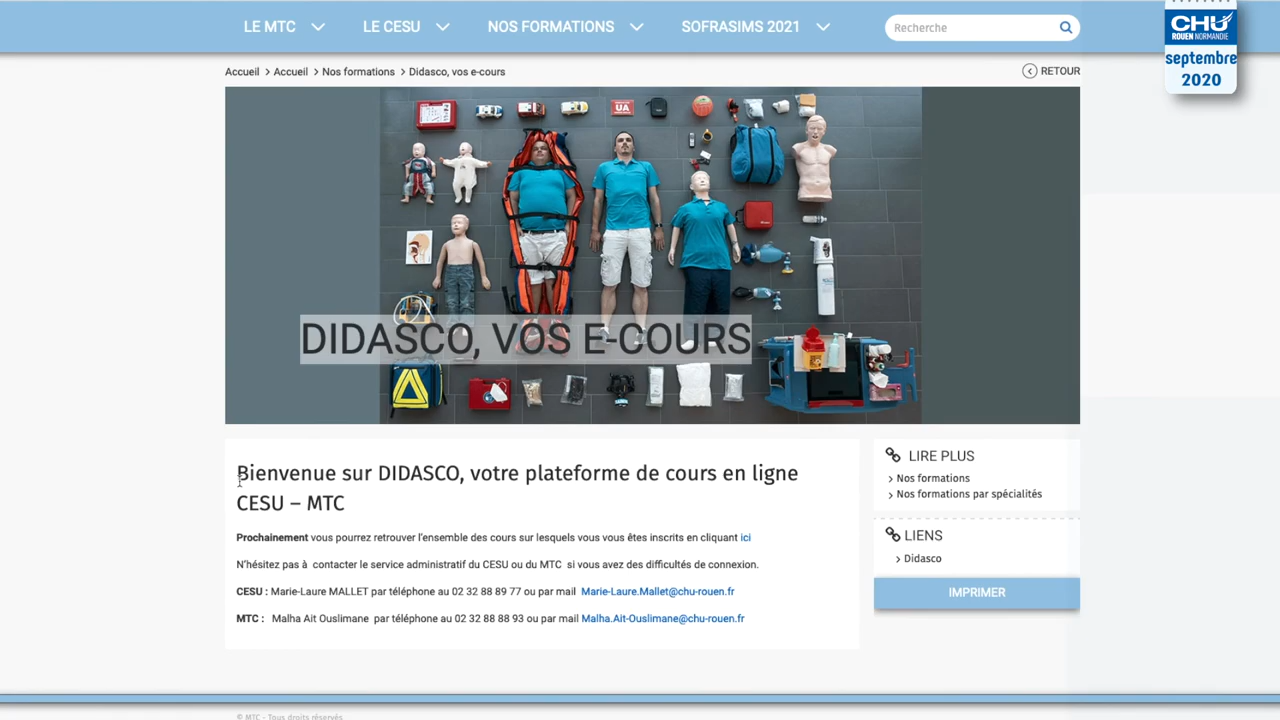 LE MTC
LE CESU
NOS FORMATIONS
SOFRASIMS 2021
Recherche
CHU
ROUEN NORMANDIE
septembre
2020
Accueil > Accueil > Nos formations > Didasco, vos e-cours
RETOUR
UA
DIDASCO, VOS E-COURS
Bienvenue sur DIDASCO, votre plateforme de cours en ligne
CESU – MTC
Prochainement vous pourrez retrouver l'ensemble des cours sur lesquels vous vous êtes inscrits en cliquant ici
N'hésitez pas à contacter le service administratif du CESU ou du MTC si vous avez des difficultés de connexion.
CESU : Marie-Laure MALLET par téléphone au 02 32 88 89 77 ou par mail Marie-Laure.Mallet@chu-rouen.fr
MTC : Malha Ait Ouslimane par téléphone au 02 32 88 88 93 ou par mail Malha.Ait-Ouslimane@chu-rouen.fr
LIRE PLUS
> Nos formations
> Nos formations par spécialités
LIENS
> Didasco
IMPRIMER
© MTC - Tous droits réservés